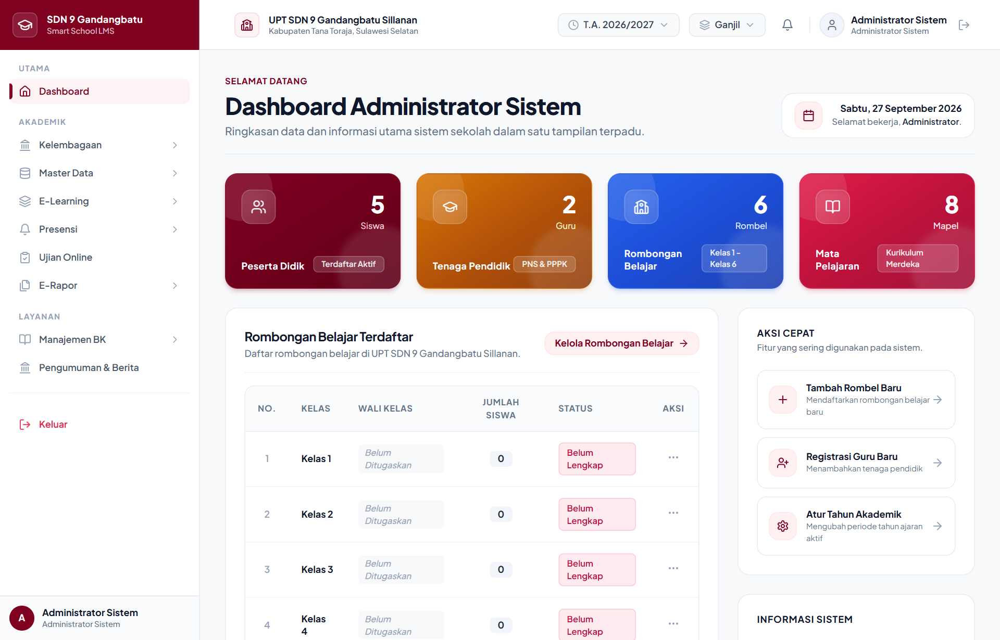 SDN 9 Gandangbatu
Smart School LMS
UTAMA
Dashboard
AKADEMIK
Kelembagaan
Master Data
E-Learning
Presensi
Ujian Online
E-Rapor
LAYANAN
Manajemen BK
Pengumuman & Berita
Keluar
A
Administrator Sistem
Administrator Sistem
UPT SDN 9 Gandangbatu Sillanan
Kabupaten Tana Toraja, Sulawesi Selatan
T.A. 2026/2027
Ganjil
Administrator Sistem
Administrator Sistem
SELAMAT DATANG
Dashboard Administrator Sistem
Ringkasan data dan informasi utama sistem sekolah dalam satu tampilan terpadu.
Sabtu, 27 September 2026
Selamat bekerja, Administrator.
5
Siswa
Peserta Didik
Terdaftar Aktif
2
Guru
Tenaga Pendidik
PNS & PPPK
6
Rombel
Rombongan
Belajar
Kelas 1 -
Kelas 6
8
Mapel
Mata
Pelajaran
Kurikulum
Merdeka
Rombongan Belajar Terdaftar
Daftar rombongan belajar di UPT SDN 9 Gandangbatu Sillanan.
Kelola Rombongan Belajar
NO.
KELAS
WALI KELAS
JUMLAH
SISWA
STATUS
AKSI
1
Kelas 1
Belum
Ditugaskan
0
Belum
Lengkap
2
Kelas 2
Belum
Ditugaskan
0
Belum
Lengkap
3
Kelas 3
Belum
Ditugaskan
0
Belum
Lengkap
4
Kelas
4
Belum
Ditugaskan
0
Belum
Lengkap
AKSI CEPAT
Fitur yang sering digunakan pada sistem.
Tambah Rombel Baru
Mendaftarkan rombongan belajar
baru
Registrasi Guru Baru
Menambahkan tenaga pendidik
Atur Tahun Akademik
Mengubah periode tahun ajaran
aktif
INFORMASI SISTEM